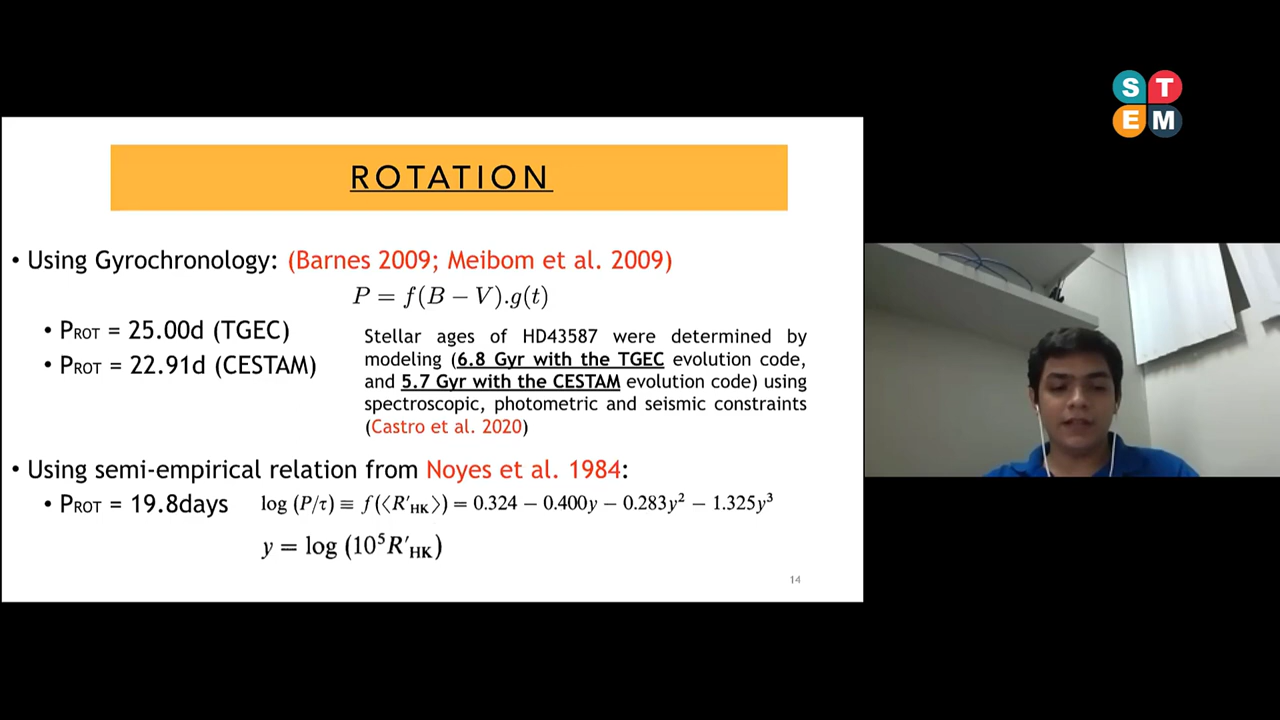 S T
E M
ROTATION
• Using Gyrochronology: (Barnes 2009; Meibom et al. 2009)
P = f(B − V).g(t)
• PROT = 25.00d (TGEC)
• PROT = 22.91d (CESTAM)
Stellar ages of HD43587 were determined by
modeling (6.8 Gyr with the TGEC evolution code,
and 5.7 Gyr with the CESTAM evolution code) using
spectroscopic, photometric and seismic constraints
(Castro et al. 2020)
• Using semi-empirical relation from Noyes et al. 1984:
• PROT = 19.8days
log (P/τ) ≡ f(⟨R′HK⟩) = 0.324 − 0.400y − 0.283y² − 1.325y³
y = log (10⁵R′HK)
14